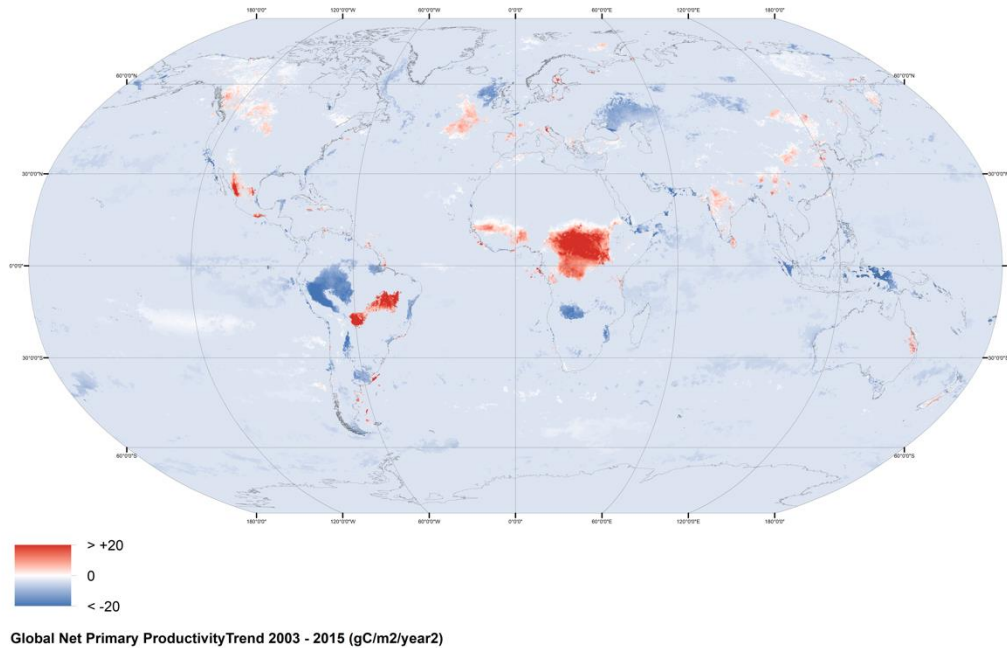 180°0'0" 120°0'0"W 60°0'0"W 0°0'0" 60°0'0"E 120°0'0"E 180°0'0"
60°0'0"N 60°0'0"N
30°0'0"N 30°0'0"N
0°0'0" 0°0'0"
30°0'0"S 30°0'0"S
60°0'0"S 60°0'0"S
180°0'0" 120°0'0"W 60°0'0"W 0°0'0" 60°0'0"E 120°0'0"E 180°0'0"
> +20
0
< -20
Global Net Primary ProductivityTrend 2003 - 2015 (gC/m2/year2)